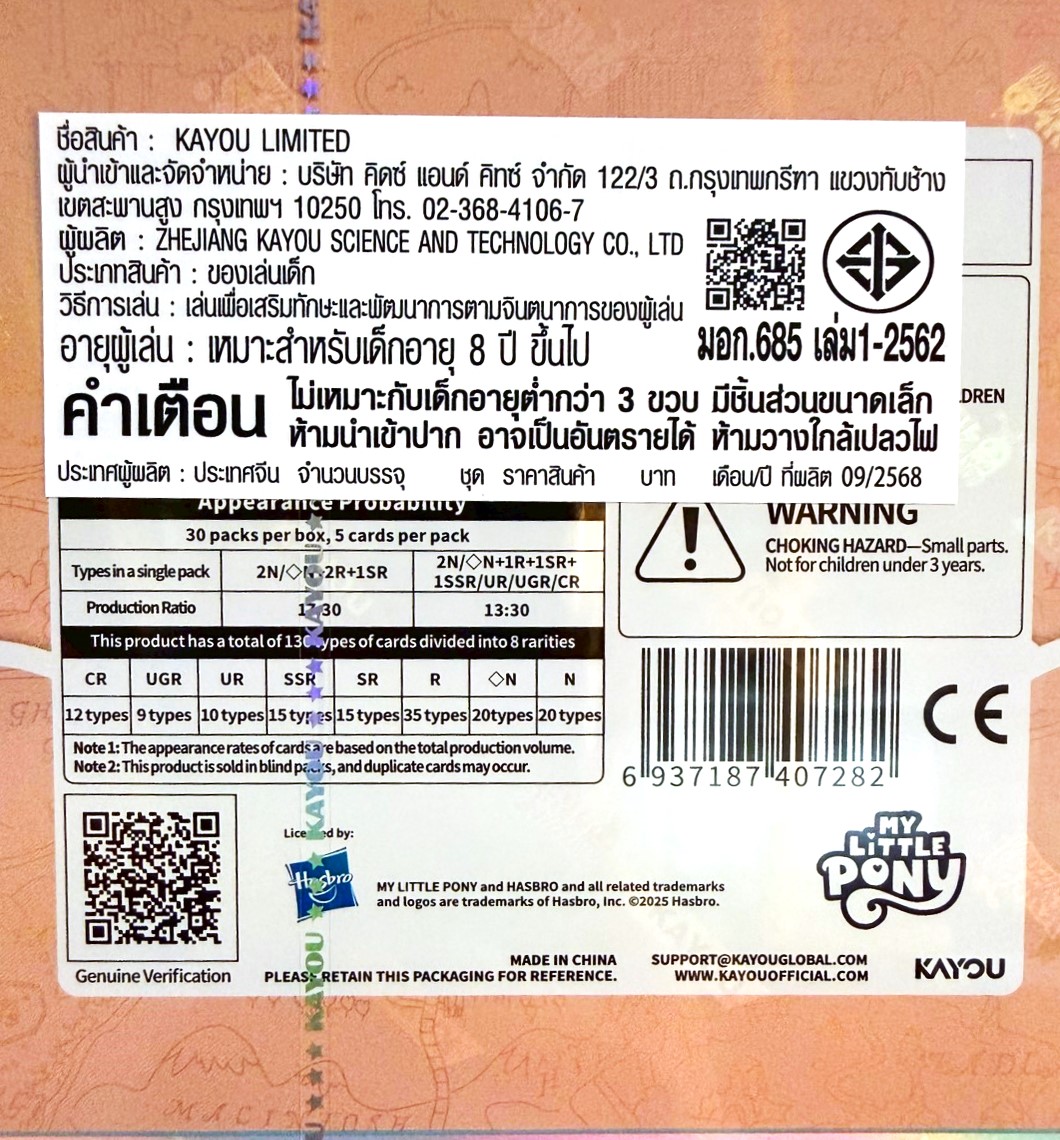 ชื่อสินค้า : KAYOU LIMITED
ผู้นำเข้าและจัดจำหน่าย : บริษัท คิดซ์ แอนด์ คิทซ์ จำกัด 122/3 ถ.กรุงเทพกรีฑา แขวงทับช้าง
เขตสะพานสูง กรุงเทพฯ 10250 โทร. 02-368-4106-7
ผู้ผลิต : ZHEJIANG KAYOU SCIENCE AND TECHNOLOGY CO., LTD
ประเภทสินค้า : ของเล่นเด็ก
วิธีการเล่น : เล่นเพื่อเสริมทักษะและพัฒนาการตามจินตนาการของผู้เล่น
อายุผู้เล่น : เหมาะสำหรับเด็กอายุ 8 ปี ขึ้นไป
มอก.685 เล่ม1-2562
คำเตือน ไม่เหมาะกับเด็กอายุต่ำกว่า 3 ขวบ มีชิ้นส่วนขนาดเล็ก
ห้ามนำเข้าปาก อาจเป็นอันตรายได้ ห้ามวางใกล้เปลวไฟ
ประเทศผู้ผลิต : ประเทศจีน จำนวนบรรจุ ชุด ราคาสินค้า บาท เดือน/ปี ที่ผลิต 09/2568
Appearance Probability
30 packs per box, 5 cards per pack
Types in a single pack 2N/◇N+2R+1SR 2N/◇N+1R+1SR+
1SSR/UR/UGR/CR
Production Ratio 17:30 13:30
This product has a total of 130 types of cards divided into 8 rarities
CR UGR UR SSR SR R ◇N N
12 types 9 types 10 types 15 types 15 types 35 types 20types 20 types
Note 1: The appearance rates of cards are based on the total production volume.
Note 2: This product is sold in blind packs, and duplicate cards may occur.
WARNING
CHOKING HAZARD—Small parts.
Not for children under 3 years.
6 937187 407282
CE
Genuine Verification
Licensed by:
Hasbro
MY LITTLE PONY and HASBRO and all related trademarks
and logos are trademarks of Hasbro, Inc. ©2025 Hasbro.
MY LITTLE PONY
MADE IN CHINA
PLEASE RETAIN THIS PACKAGING FOR REFERENCE.
SUPPORT@KAYOUGLOBAL.COM
WWW.KAYOUOFFICIAL.COM
KAYOU
KAYOU
KAYOU
KAYOU
KAYOU